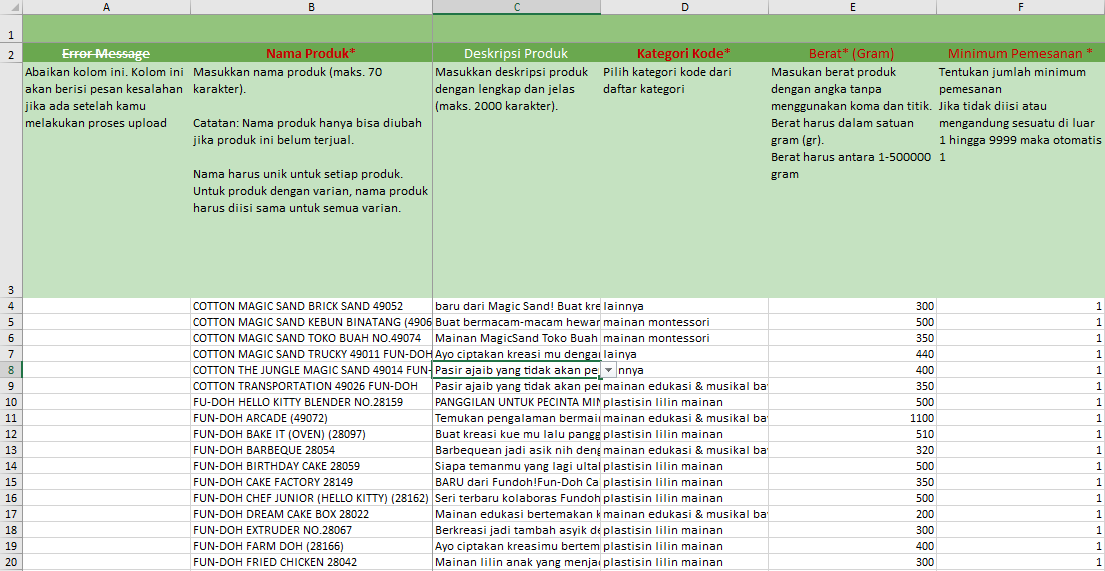 A B C D E F
1
2 Error Message Nama Produk* Deskripsi Produk Kategori Kode* Berat* (Gram) Minimum Pemesanan *
Abaikan kolom ini. Kolom ini
akan berisi pesan kesalahan
jika ada setelah kamu
melakukan proses upload
Masukkan nama produk (maks. 70
karakter).
Catatan: Nama produk hanya bisa diubah
jika produk ini belum terjual.
Nama harus unik untuk setiap produk.
Untuk produk dengan varian, nama produk
harus diisi sama untuk semua varian.
Masukkan deskripsi produk
dengan lengkap dan jelas
(maks. 2000 karakter).
Pilih kategori kode dari
daftar kategori
Masukan berat produk
dengan angka tanpa
menggunakan koma dan titik.
Berat harus dalam satuan
gram (gr).
Berat harus antara 1-500000
gram
Tentukan jumlah minimum
pemesanan
Jika tidak diisi atau
mengandung sesuatu di luar
1 hingga 9999 maka otomatis
1
3
4 COTTON MAGIC SAND BRICK SAND 49052 baru dari Magic Sand! Buat kre lainnya 300 1
5 COTTON MAGIC SAND KEBUN BINATANG (4906 Buat bermacam-macam hewar mainan montessori 500 1
6 COTTON MAGIC SAND TOKO BUAH NO.49074 Mainan MagicSand Toko Buah mainan montessori 350 1
7 COTTON MAGIC SAND TRUCKY 49011 FUN-DOH Ayo ciptakan kreasi mu dengar lainya 440 1
8 COTTON THE JUNGLE MAGIC SAND 49014 FUN- Pasir ajaib yang tidak akan pe nnya 400 1
9 COTTON TRANSPORTATION 49026 FUN-DOH Pasir ajaib yang tidak akan per mainan edukasi & musikal ba 350 1
10 FU-DOH HELLO KITTY BLENDER NO.28159 PANGGILAN UNTUK PECINTA MIN plastisin lilin mainan 500 1
11 FUN-DOH ARCADE (49072) Temukan pengalaman bermair mainan edukasi & musikal ba 1100 1
12 FUN-DOH BAKE IT (OVEN) (28097) Buat kreasi kue mu lalu pangg plastisin lilin mainan 510 1
13 FUN-DOH BARBEQUE 28054 Barbequean jadi asik nih deng mainan edukasi & musikal ba 320 1
14 FUN-DOH BIRTHDAY CAKE 28059 Siapa temanmu yang lagi ultal plastisin lilin mainan 500 1
15 FUN-DOH CAKE FACTORY 28149 BARU dari Fundoh!Fun-Doh Ca plastisin lilin mainan 350 1
16 FUN-DOH CHEF JUNIOR (HELLO KITTY) (28162) Seri terbaru kolaboras Fundoh plastisin lilin mainan 500 1
17 FUN-DOH DREAM CAKE BOX 28022 Mainan edukasi bertemakan k mainan edukasi & musikal ba 200 1
18 FUN-DOH EXTRUDER NO.28067 Berkreasi jadi tambah asyik de plastisin lilin mainan 300 1
19 FUN-DOH FARM DOH (28166) Ayo ciptakan kreasimu bertem plastisin lilin mainan 400 1
20 FUN-DOH FRIED CHICKEN 28042 Mainan lilin anak yang menja plastisin lilin mainan 300 1